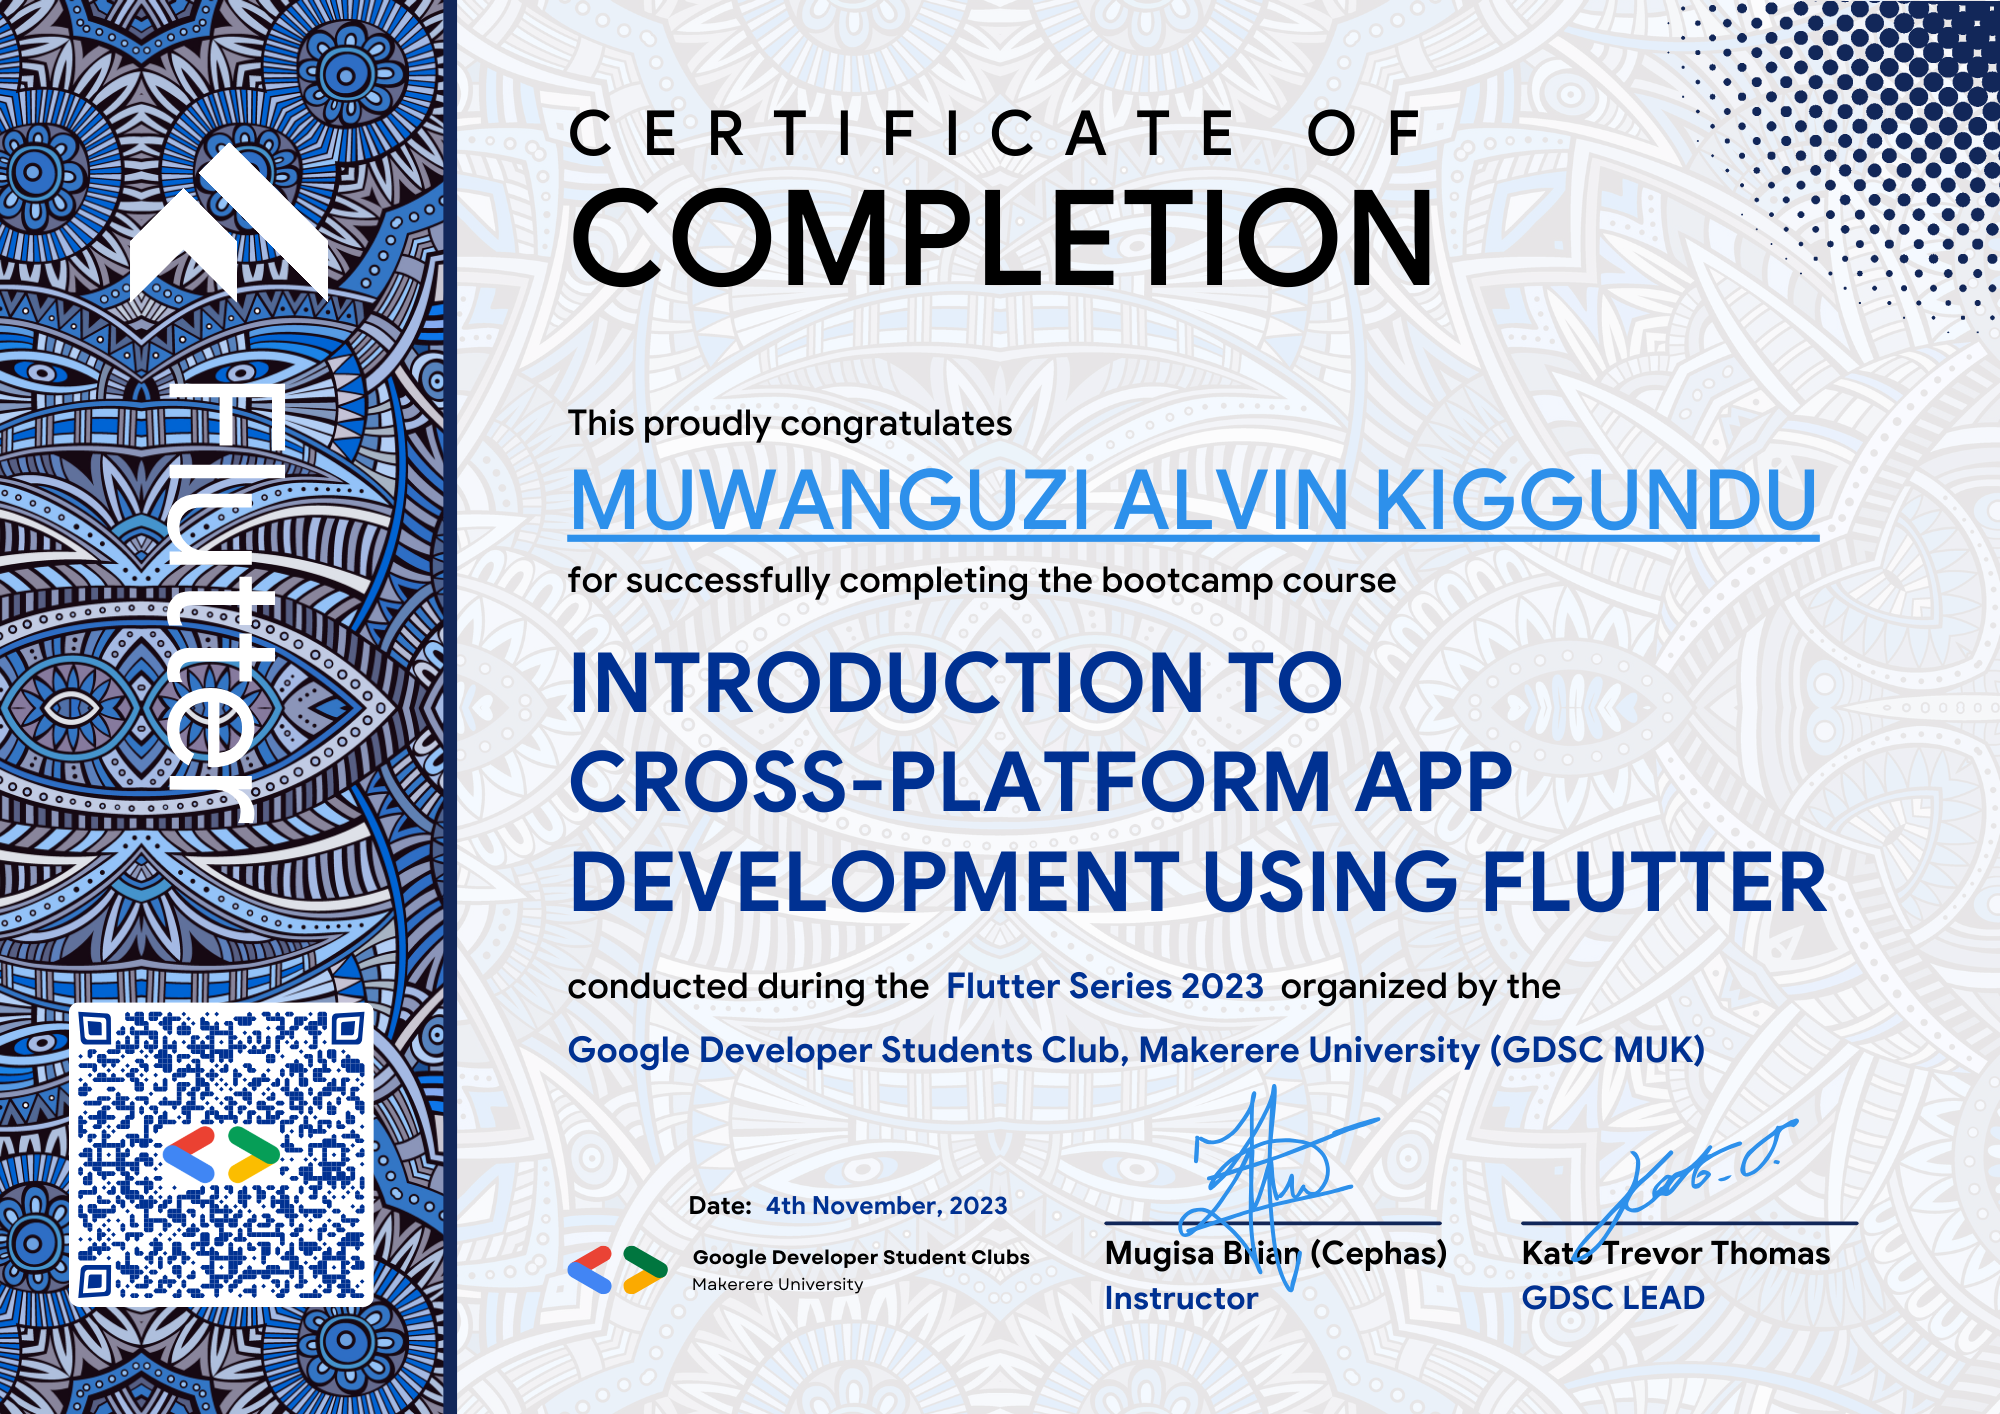 CERTIFICATE OF
COMPLETION
This proudly congratulates
MUWANGUZI ALVIN KIGGUNDU
for successfully completing the bootcamp course
INTRODUCTION TO
CROSS-PLATFORM APP
DEVELOPMENT USING FLUTTER
conducted during the Flutter Series 2023 organized by the
Google Developer Students Club, Makerere University (GDSC MUK)
Date: 4th November, 2023
Google Developer Student Clubs
Makerere University
Mugisa Brian (Cephas)
Instructor
Kato Trevor Thomas
GDSC LEAD
Flutter